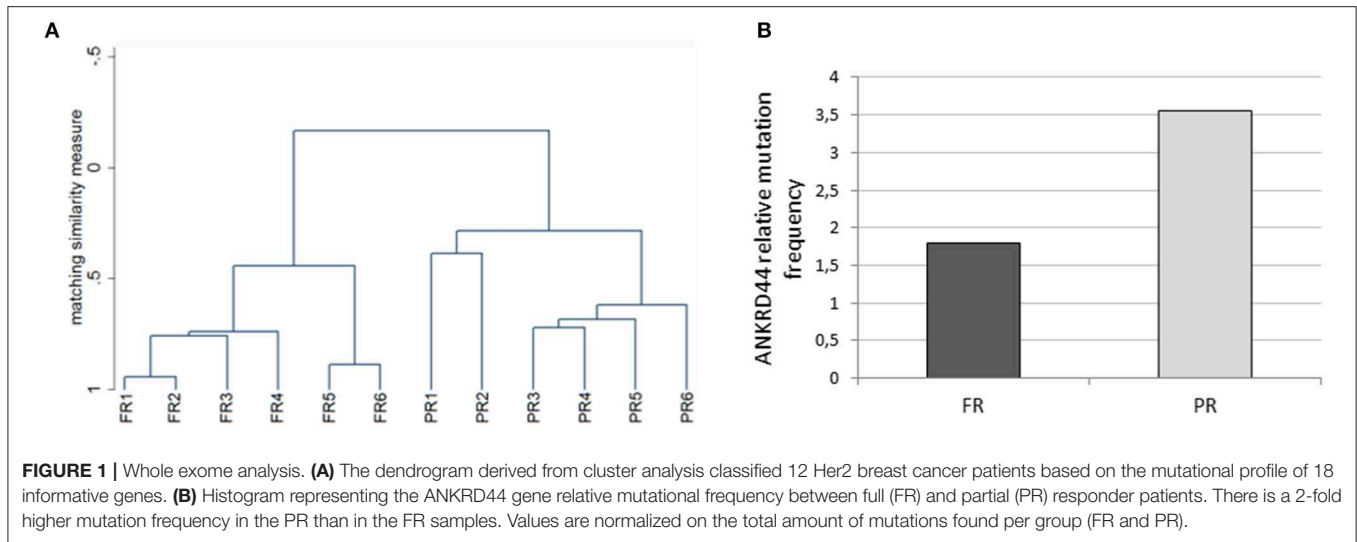 A
matching similarity measure
-.5
0
.5
1
FR1 FR2 FR3 FR4 FR5 FR6 PR1 PR2 PR3 PR4 PR5 PR6
B
ANKRD44 relative mutation
frequency
4
3,5
3
2,5
2
1,5
1
0,5
0
FR PR
FIGURE 1 | Whole exome analysis. (A) The dendrogram derived from cluster analysis classified 12 Her2 breast cancer patients based on the mutational profile of 18
informative genes. (B) Histogram representing the ANKRD44 gene relative mutational frequency between full (FR) and partial (PR) responder patients. There is a 2-fold
higher mutation frequency in the PR than in the FR samples. Values are normalized on the total amount of mutations found per group (FR and PR).